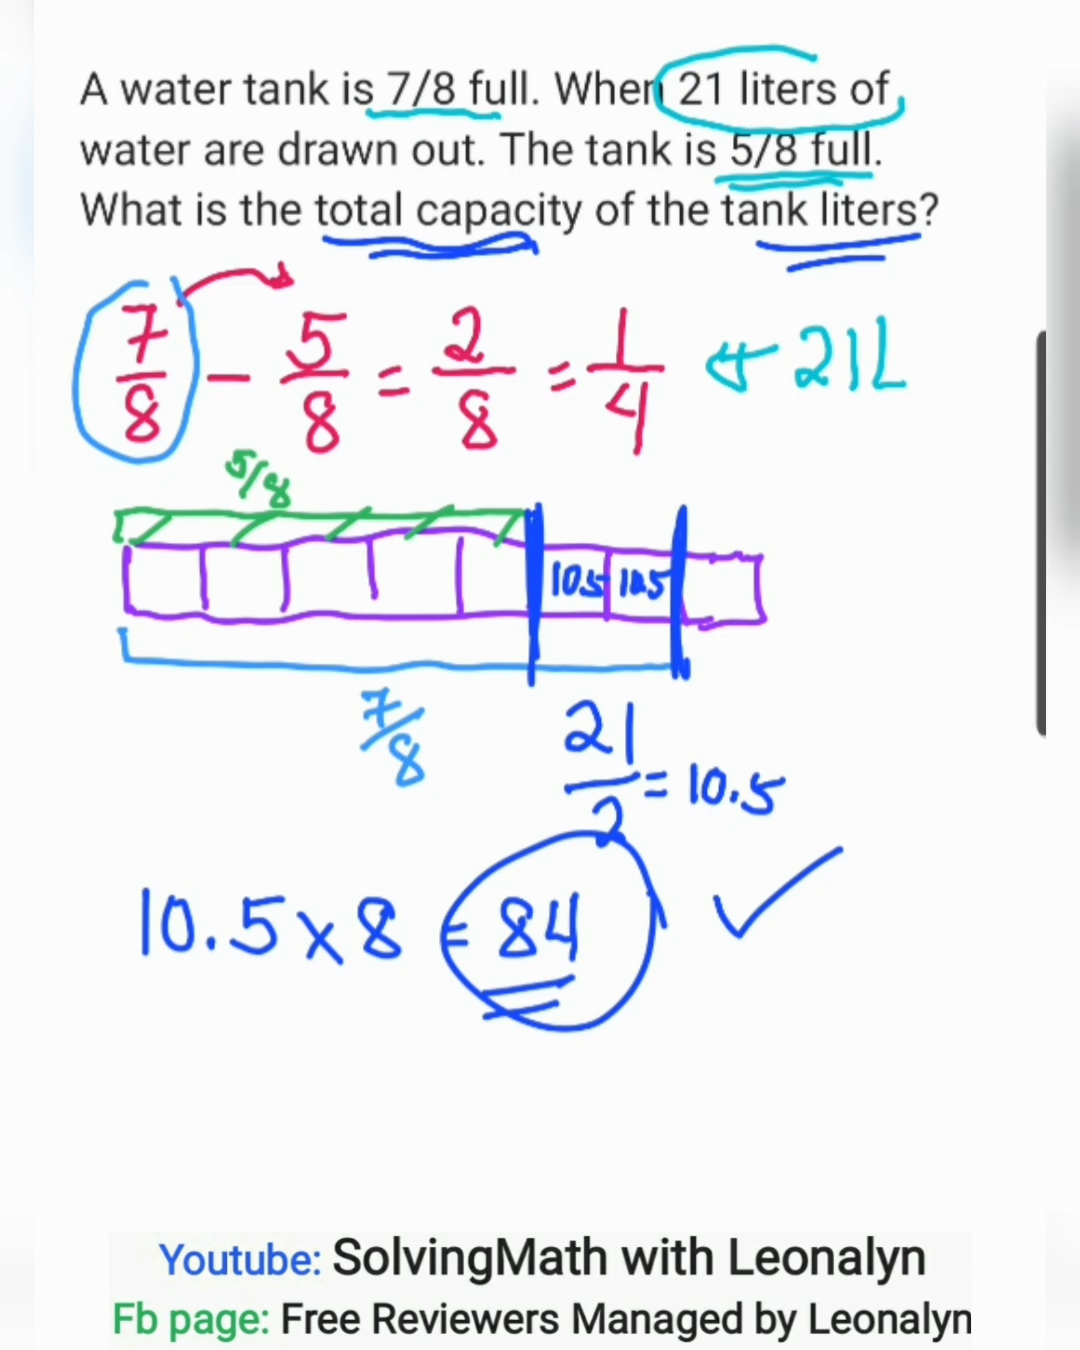 A water tank is 7/8 full. When 21 liters of
water are drawn out. The tank is 5/8 full.
What is the total capacity of the tank liters?
7/8 - 5/8 = 2/8 = 1/4 ← 21L
5/8
10.5 10.5
7/8
21/2 = 10.5
10.5 x 8 = 84 ✓
Youtube: SolvingMath with Leonalyn
Fb page: Free Reviewers Managed by Leonalyn